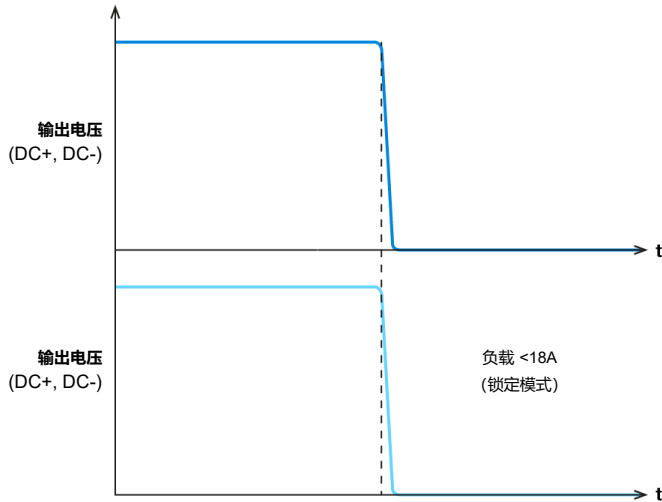 输出电压
(DC+, DC-)
t
输出电压
(DC+, DC-)
负载 <18A
（锁定模式）
t